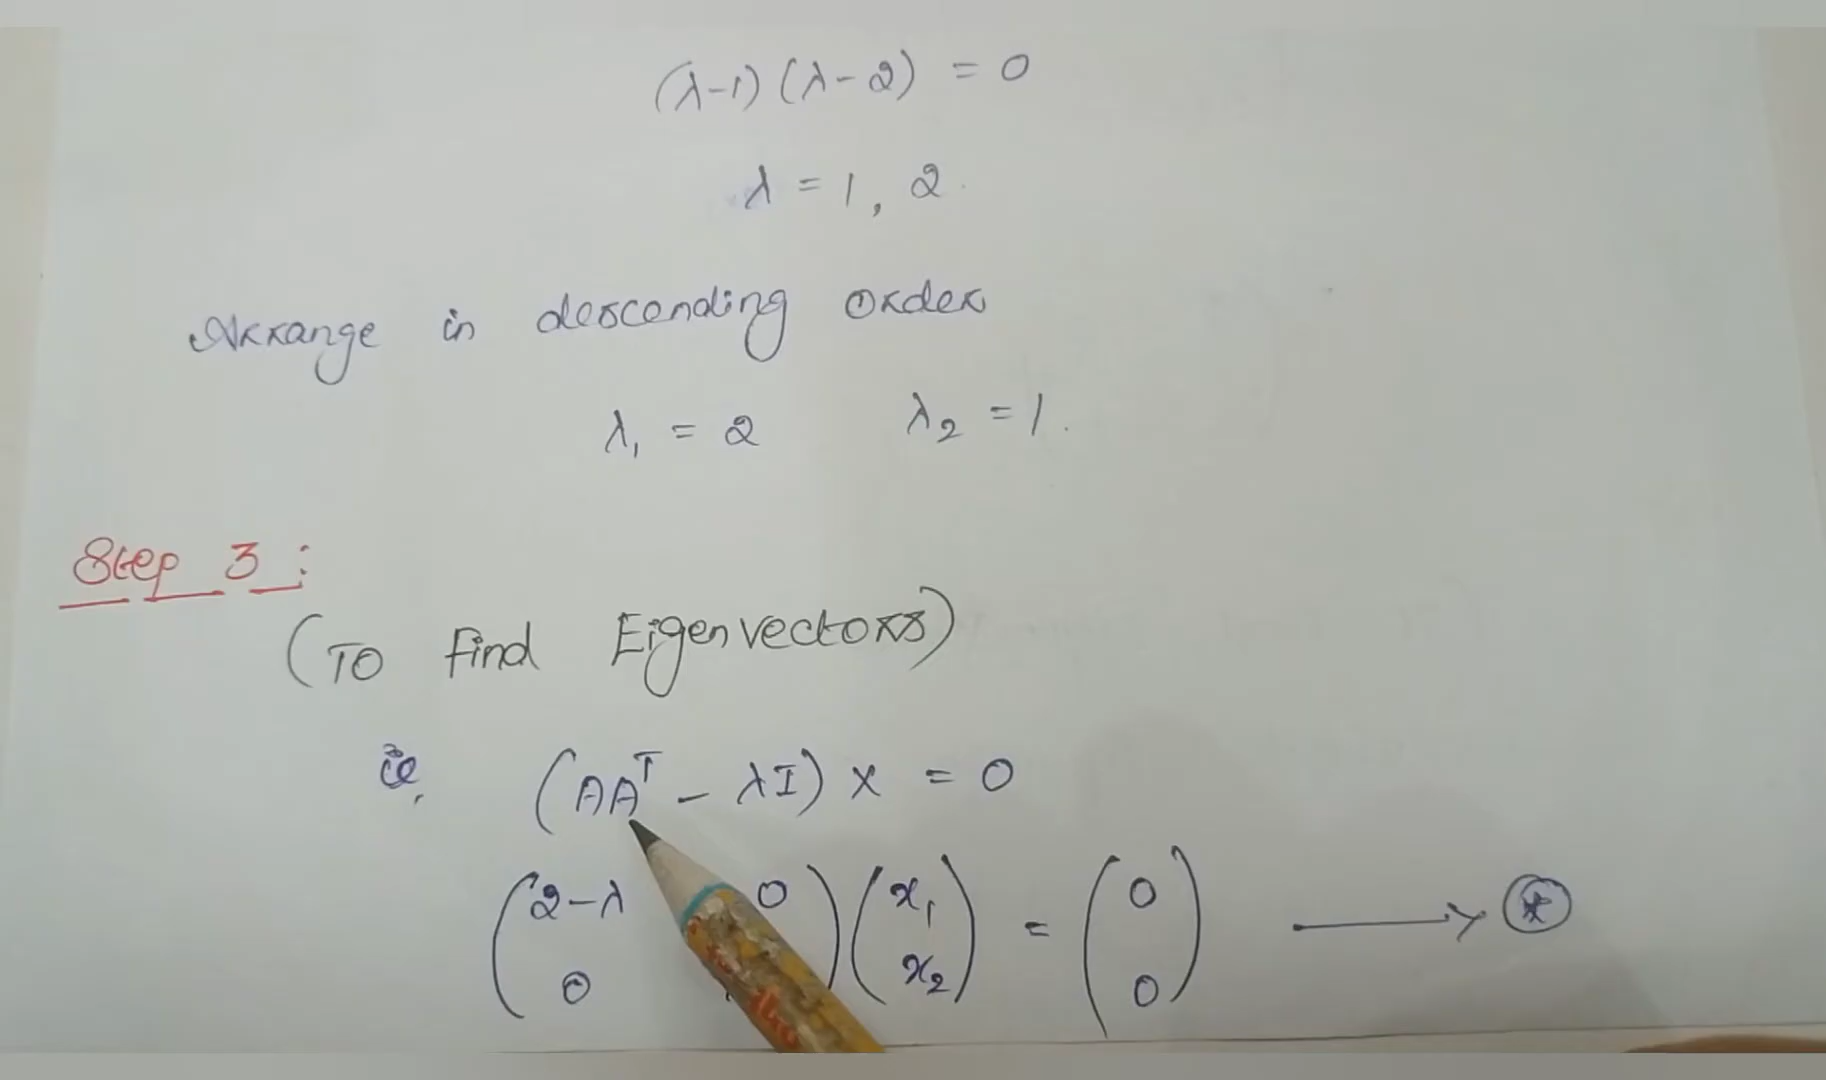 (λ-1) (λ-2) = 0
λ = 1, 2.
Arrange in descending order
λ₁ = 2 λ₂ = 1.
Step 3 :
(To find Eigenvectors)
ie, (AAᵀ - λI) X = 0
(2-λ 0) (x₁) = (0) ⟶ (*)
(0 ) (x₂) (0)